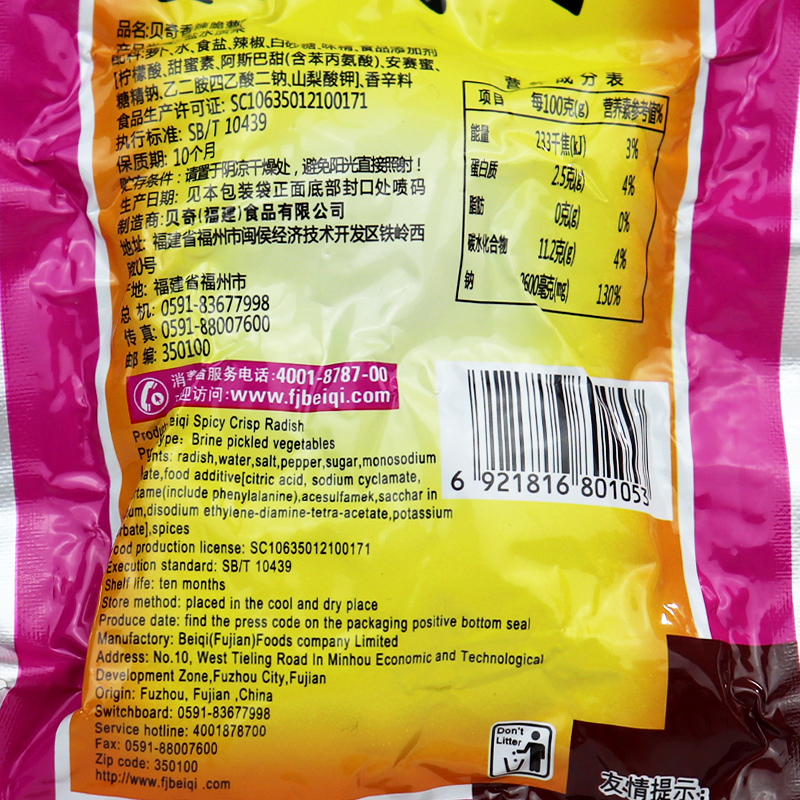 品名:贝奇香辣脆萝
盐水渍菜
配料:萝卜、水、食盐、辣椒、白砂糖、味精、食品添加剂
[柠檬酸、甜蜜素、阿斯巴甜(含苯丙氨酸)、安赛蜜、
糖精钠、乙二胺四乙酸二钠、山梨酸钾]、香辛料
食品生产许可证: SC10635012100171
执行标准: SB/T 10439
保质期: 10个月
贮存条件: 请置于阴凉干燥处,避免阳光直接照射!
生产日期: 见本包装袋正面底部封口处喷码
制造商:贝奇(福建)食品有限公司
地址: 福建省福州市闽侯经济技术开发区铁岭西
号
产地: 福建省福州市
总 机: 0591-83677998
传 真: 0591-88007600
邮 编: 350100
消费者服务电话:4001-8787-00
迎访问:www.fjbeiqi.com
营养成分表
项目 每100克(g) 营养素参考值%
能量 233千焦(kJ) 3%
蛋白质 2.5克(g) 4%
脂肪 0克(g) 0%
碳水化合物 11.2克(g) 4%
钠 2600毫克(mg) 130%
6 921816 801053
Product: eiqi Spicy Crisp Radish
ype: Brine pickled vegetables
nts: radish,water,salt,pepper,sugar,monosodium
ate,food additive[citric acid, sodium cyclamate,
rtame(include phenylalanine),acesulfamek,sacchar in
um,disodium ethylene-diamine-tetra-acetate,potassium
rbate],spices
ood production license: SC10635012100171
Execution standard: SB/T 10439
Shelf life: ten months
Store method: placed in the cool and dry place
Produce date: find the press code on the packaging positive bottom seal
Manufactory: Beiqi(Fujian)Foods company Limited
Address: No.10, West Tieling Road In Minhou Economic and Technological
Development Zone,Fuzhou City,Fujian
Origin: Fuzhou, Fujian ,China
Switchboard: 0591-83677998
Service hotline: 4001878700
Fax: 0591-88007600
Zip code: 350100
http://www.fjbeiqi .com
Don't
Litter
友情提示: